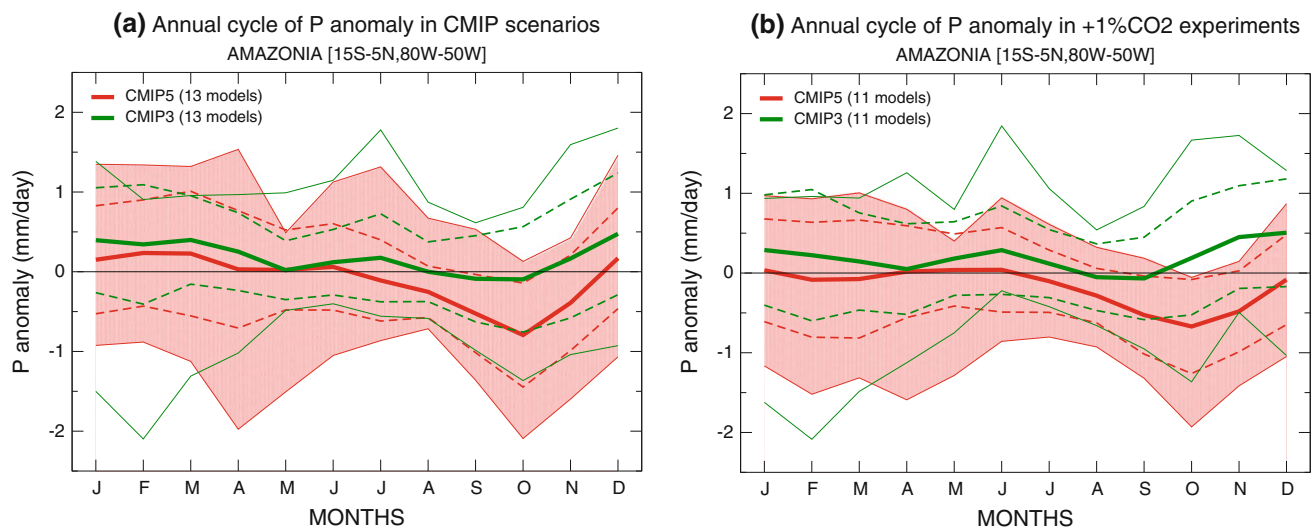 (a) Annual cycle of P anomaly in CMIP scenarios
AMAZONIA [15S-5N,80W-50W]
CMIP5 (13 models)
CMIP3 (13 models)
P anomaly (mm/day)
2
1
0
-1
-2
J F M A M J J A S O N D
MONTHS
(b) Annual cycle of P anomaly in +1%CO2 experiments
AMAZONIA [15S-5N,80W-50W]
CMIP5 (11 models)
CMIP3 (11 models)
P anomaly (mm/day)
2
1
0
-1
-2
J F M A M J J A S O N D
MONTHS